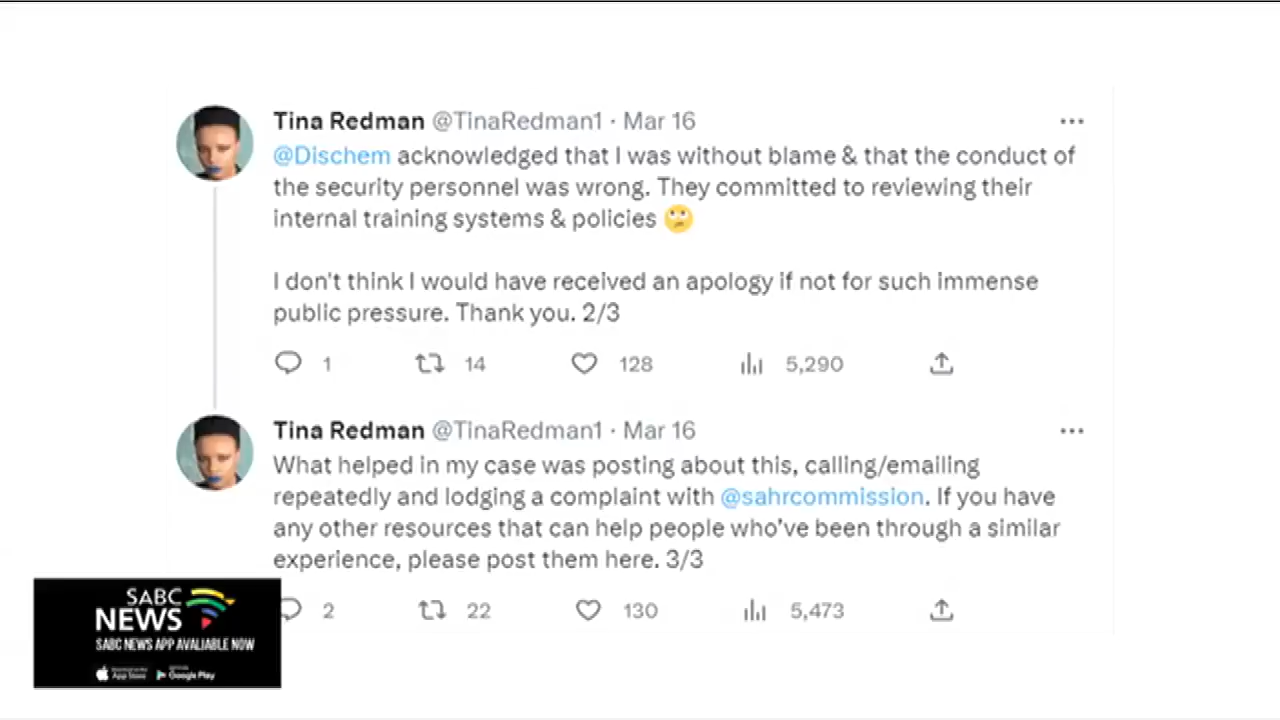 Tina Redman @TinaRedman1 · Mar 16
@Dischem acknowledged that I was without blame & that the conduct of
the security personnel was wrong. They committed to reviewing their
internal training systems & policies 🙄
I don't think I would have received an apology if not for such immense
public pressure. Thank you. 2/3
1 14 128 5,290
Tina Redman @TinaRedman1 · Mar 16
What helped in my case was posting about this, calling/emailing
repeatedly and lodging a complaint with @sahrcommission. If you have
any other resources that can help people who've been through a similar
experience, please post them here. 3/3
2 22 130 5,473
SABC
NEWS
SABC NEWS APP AVALIABLE NOW
App Store Google Play